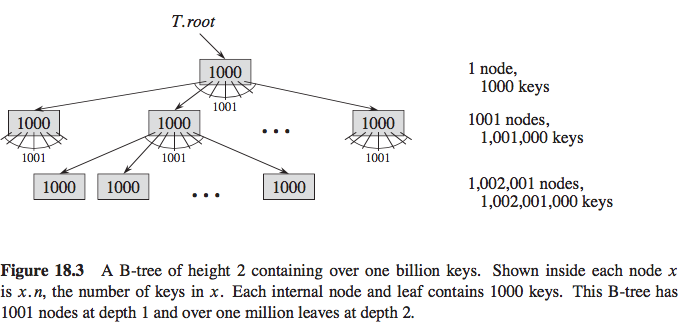 T.root
1000
1 node,
1000 keys
1001
1000
1000
• • •
1000
1001 nodes,
1,001,000 keys
1001
1001
1001
1000
1000
• • •
1000
1,002,001 nodes,
1,002,001,000 keys
Figure 18.3 A B-tree of height 2 containing over one billion keys. Shown inside each node x
is x.n, the number of keys in x. Each internal node and leaf contains 1000 keys. This B-tree has
1001 nodes at depth 1 and over one million leaves at depth 2.